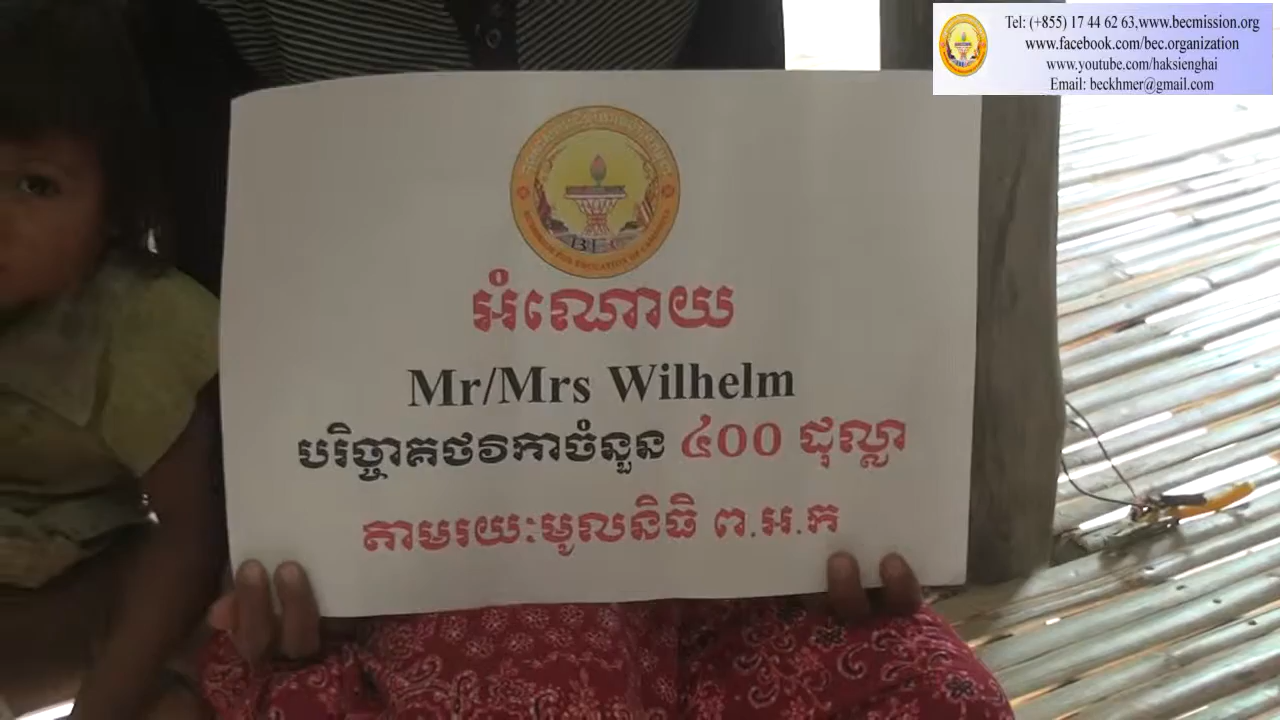 Tel: (+855) 17 44 62 63,www.becmission.org
www.facebook.com/bec.organization
www.youtube.com/haksienghai
Email: beckhmer@gmail.com
BEC
អំណោយ
Mr/Mrs Wilhelm
បរិច្ចាគថវិកាចំនួន ៤០០ ដុល្លា
តាមរយៈមូលនិធិ ព.អ.ក